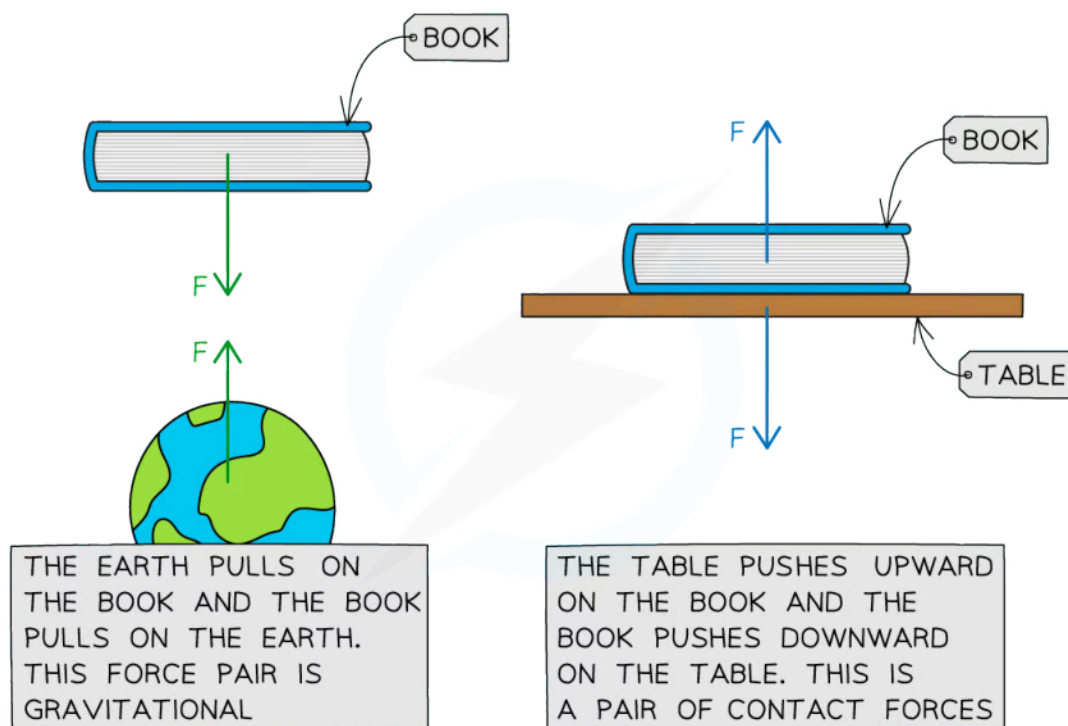 BOOK
F
F
THE EARTH PULLS ON
THE BOOK AND THE BOOK
PULLS ON THE EARTH.
THIS FORCE PAIR IS
GRAVITATIONAL
F
BOOK
TABLE
F
THE TABLE PUSHES UPWARD
ON THE BOOK AND THE
BOOK PUSHES DOWNWARD
ON THE TABLE. THIS IS
A PAIR OF CONTACT FORCES